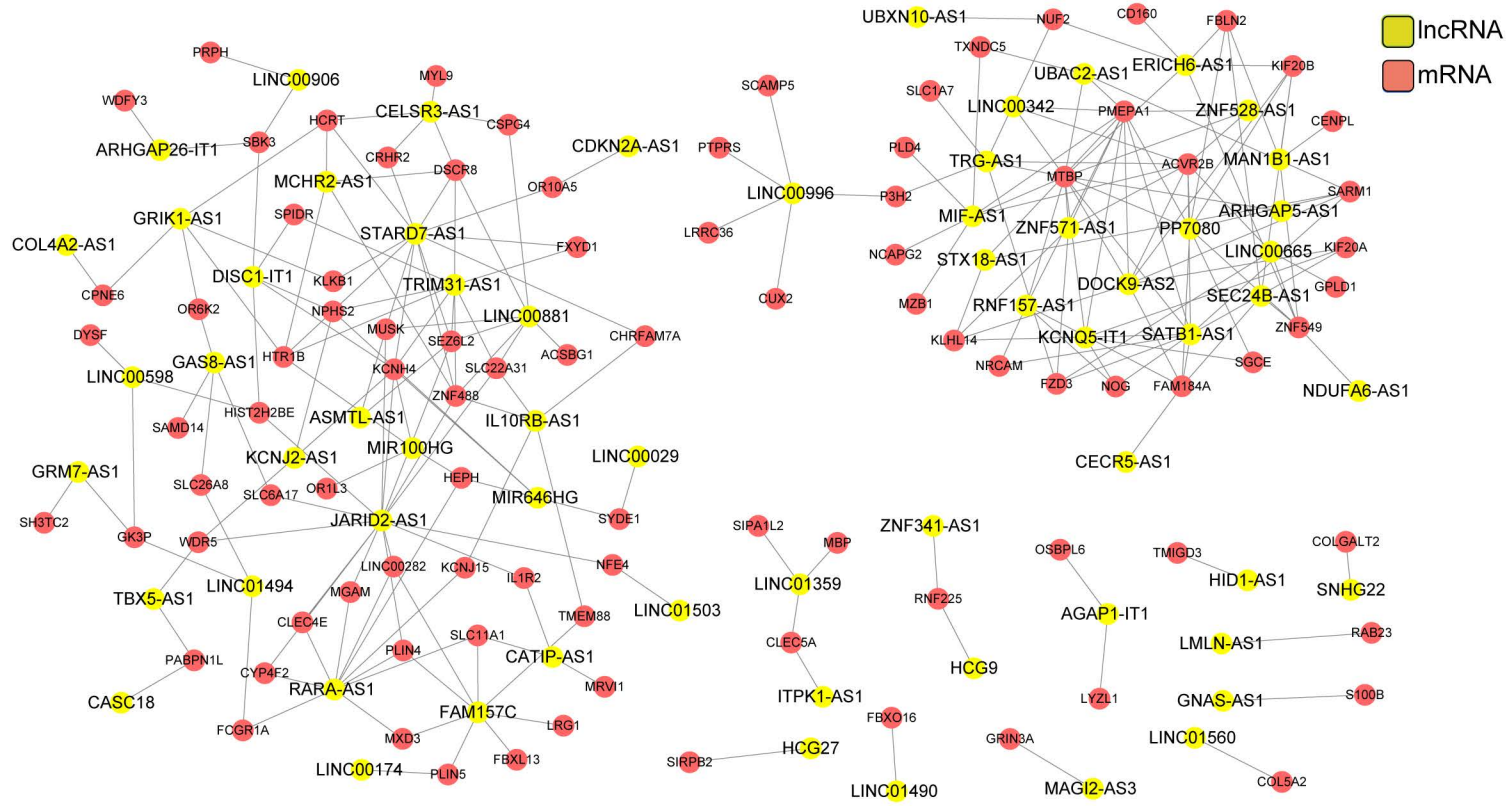 UBXN10-AS1
NUF2
CD160
FBLN2
lncRNA
mRNA
PRPH
LINC00906
MYL9
TXNDC5
UBAC2-AS1
ERICH6-AS1
KIF20B
WDFY3
CELSR3-AS1
SCAMP5
SLC1A7
LINC00342
PMEPA1
ZNF528-AS1
HCRT
CSPG4
CENPL
ARHGAP26-IT1
SBK3
CRHR2
CDKN2A-AS1
PTPRS
PLD4
TRG-AS1
ACVR2B
MAN1B1-AS1
MCHR2-AS1
DSCR8
OR10A5
LINC00996
P3H2
MTBP
SARM1
GRIK1-AS1
SPIDR
STARD7-AS1
LRRC36
MIF-AS1
ZNF571-AS1
PP7080
ARHGAP5-AS1
COL4A2-AS1
FXYD1
NCAPG2
STX18-AS1
LINC00665
KIF20A
DISC1-IT1
KLKB1
TRIM31-AS1
DOCK9-AS2
GPLD1
CPNE6
OR6K2
NPHS2
LINC00881
CUX2
MZB1
RNF157-AS1
SEC24B-AS1
DYSF
MUSK
SEZ6L2
CHRFAM7A
KLHL14
KCNQ5-IT1
SATB1-AS1
ZNF549
GAS8-AS1
HTR1B
KCNH4
SLC22A31
ACSBG1
NRCAM
SGCE
LINC00598
ZNF488
FZD3
NOG
FAM184A
NDUFA6-AS1
SAMD14
HIST2H2BE
ASMTL-AS1
IL10RB-AS1
GRM7-AS1
KCNJ2-AS1
MIR100HG
LINC00029
CECR5-AS1
SLC26A8
SLC6A17
OR1L3
HEPH
MIR646HG
SH3TC2
GK3P
WDR5
JARID2-AS1
SYDE1
SIPA1L2
MBP
ZNF341-AS1
OSBPL6
TMIGD3
COLGALT2
TBX5-AS1
LINC01494
LINC00282
KCNJ15
IL1R2
NFE4
LINC01359
RNF225
HID1-AS1
SNHG22
MGAM
CLEC4E
TMEM88
LINC01503
AGAP1-IT1
PABPN1L
PLIN4
SLC11A1
CATIP-AS1
CLEC5A
LMLN-AS1
RAB23
CYP4F2
RARA-AS1
MRVI1
HCG9
CASC18
FCGR1A
MXD3
FAM157C
LRG1
ITPK1-AS1
LYZL1
GNAS-AS1
S100B
LINC00174
PLIN5
FBXL13
SIRPB2
HCG27
FBXO16
GRIN3A
LINC01560
LINC01490
MAGI2-AS3
COL5A2